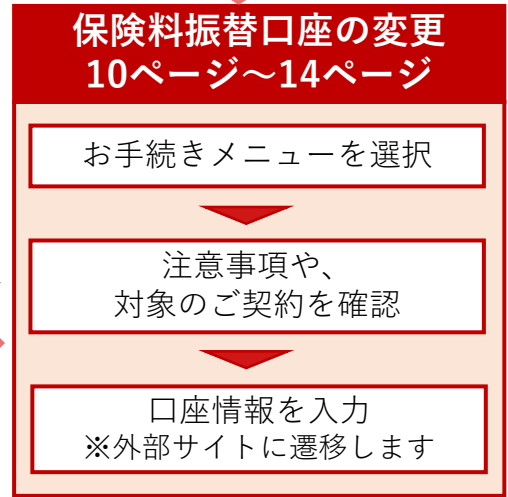 保険料振替口座の変更
10ページ～14ページ
お手続きメニューを選択
注意事項や、
対象のご契約を確認
口座情報を入力
※外部サイトに遷移します